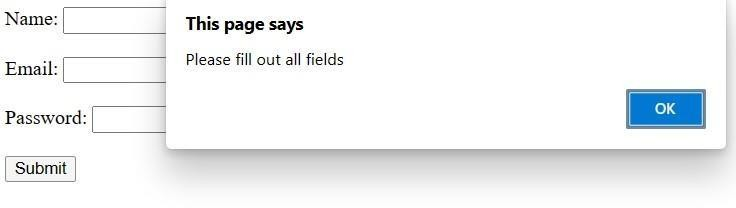 Name:
Email:
Password:
Submit
This page says
Please fill out all fields
OK